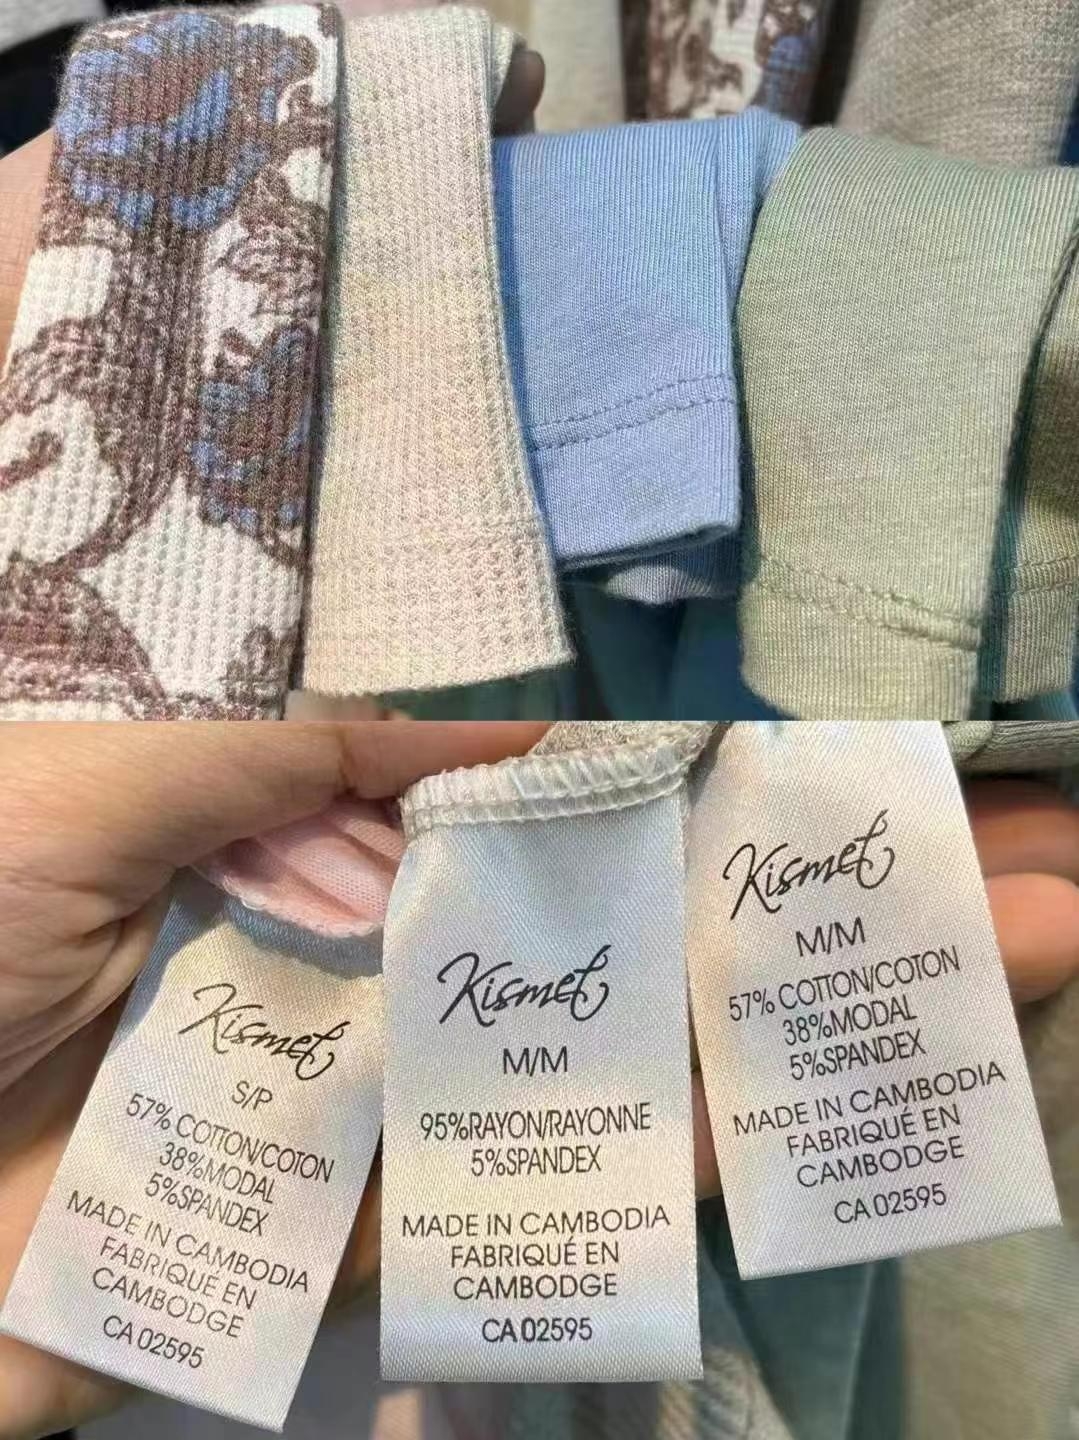 Kismet
S/P
57% COTTON/COTON
38%MODAL
5%SPANDEX
MADE IN CAMBODIA
FABRIQUÉ EN
CAMBODGE
CA 02595
Kismet
M/M
95%RAYON/RAYONNE
5%SPANDEX
MADE IN CAMBODIA
FABRIQUÉ EN
CAMBODGE
CA 02595
Kismet
M/M
57% COTTON/COTON
38%MODAL
5%SPANDEX
MADE IN CAMBODIA
FABRIQUÉ EN
CAMBODGE
CA 02595